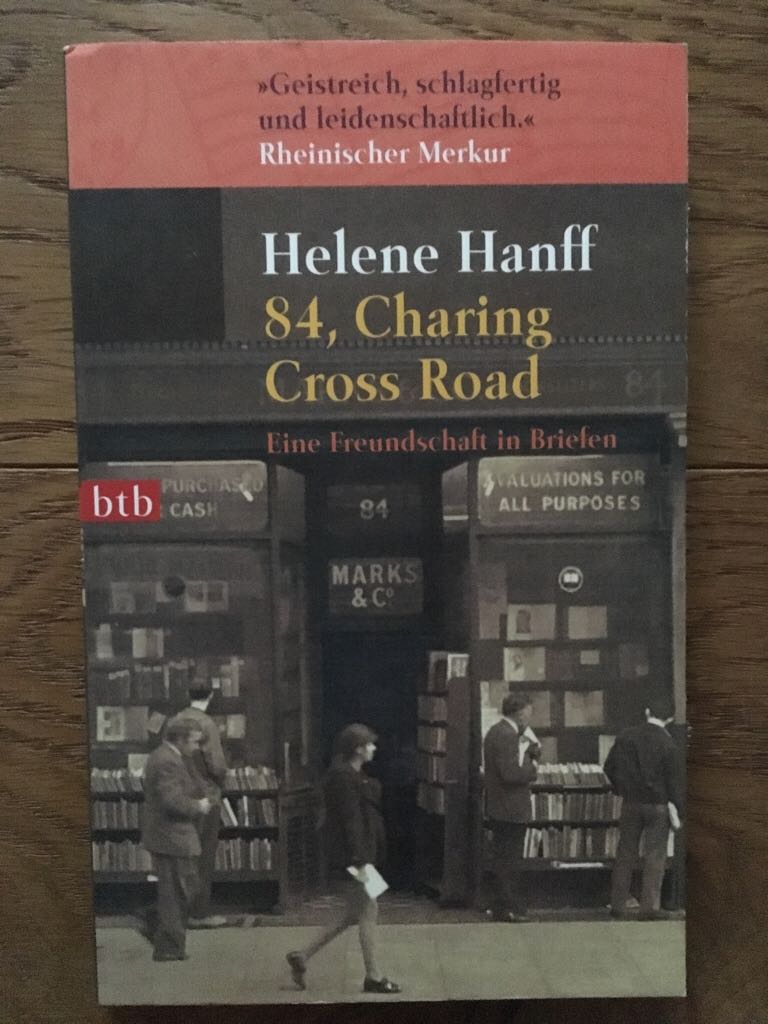 »Geistreich, schlagfertig
und leidenschaftlich.«
Rheinischer Merkur
Helene Hanff
84, Charing
Cross Road
84
Eine Freundschaft in Briefen
btb
PURCHASED
CASH
84
MARKS
& Cº
VALUATIONS FOR
ALL PURPOSES